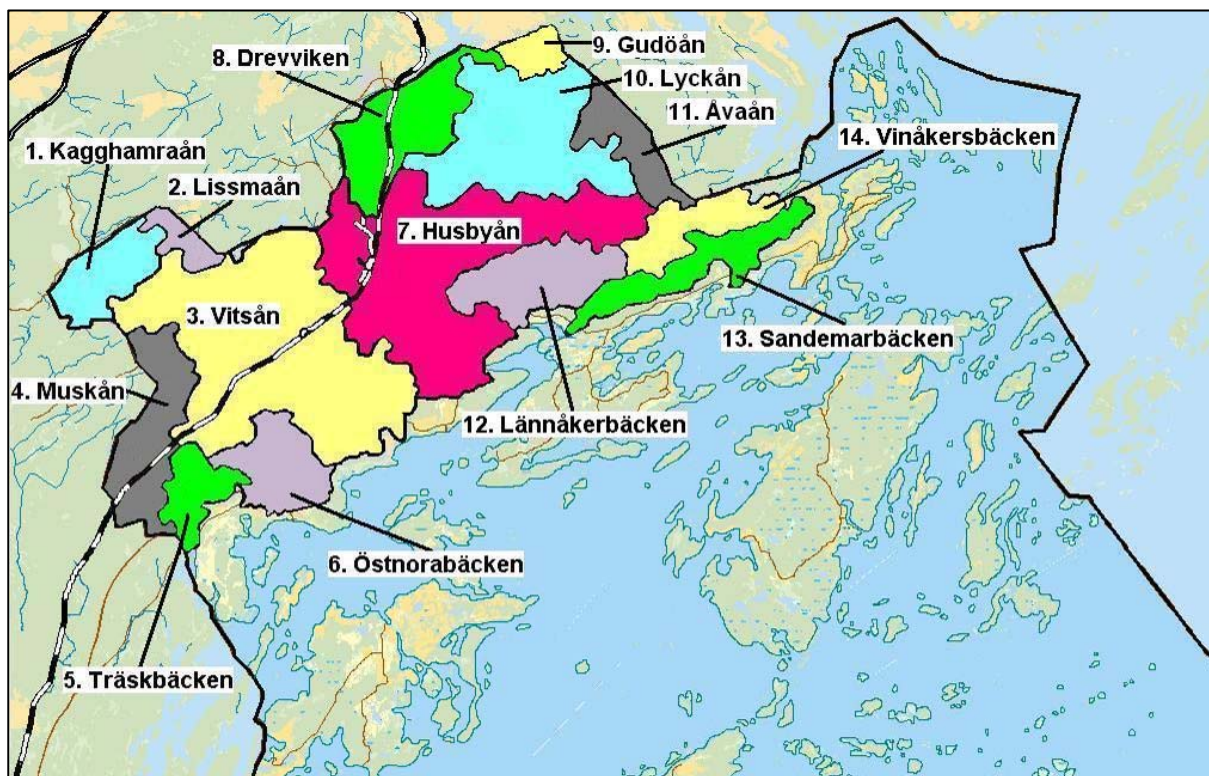 9. Gudöån
8. Drevviken
10. Lyckån
11. Åvaån
14. Vinåkersbäcken
1. Kagghamraån
2. Lissmaån
7. Husbyån
3. Vitsån
13. Sandemarbäcken
4. Muskån
12. Lännåkerbäcken
6. Östnorabäcken
5. Träskbäcken